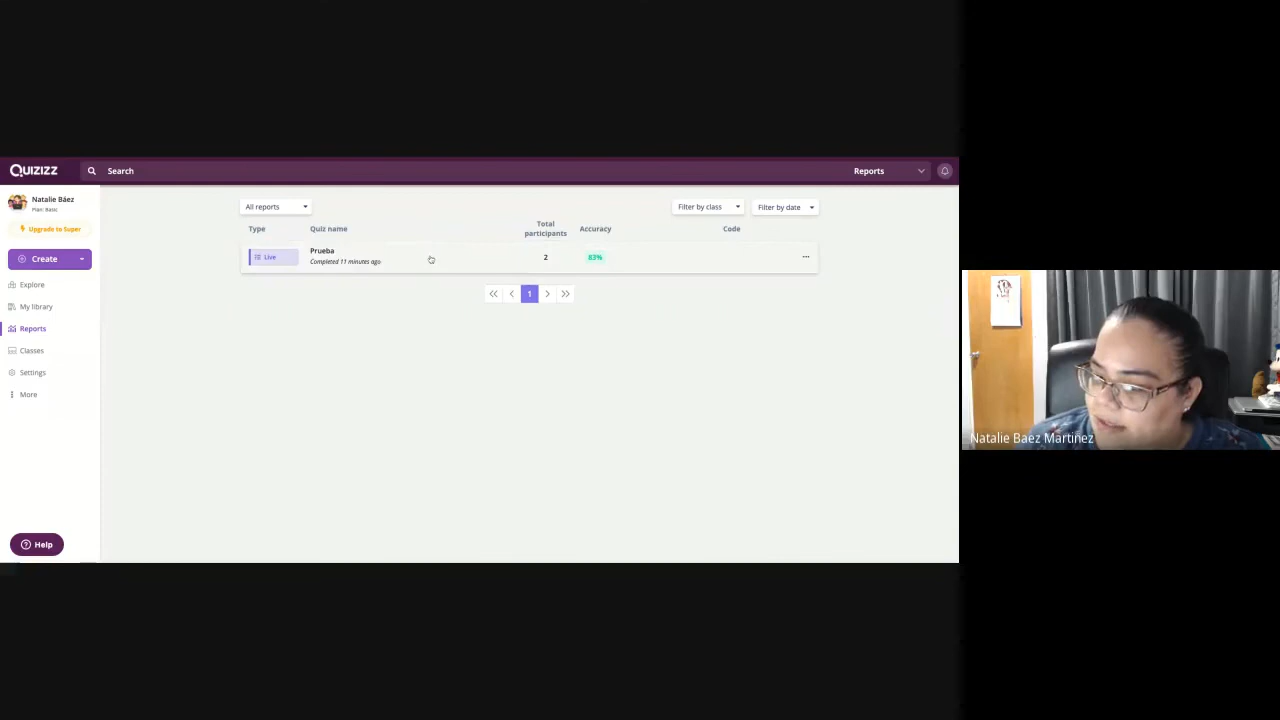 Quizizz
Search
Reports
Natalie Báez
Plan: Basic
Upgrade to Super
Create
Explore
My library
Reports
Classes
Settings
More
Help
All reports
Filter by class
Filter by date
Type
Quiz name
Total
participants
Accuracy
Code
Live
Prueba
Completed 11 minutes ago
2
83%
1
Natalie Baez Martinez